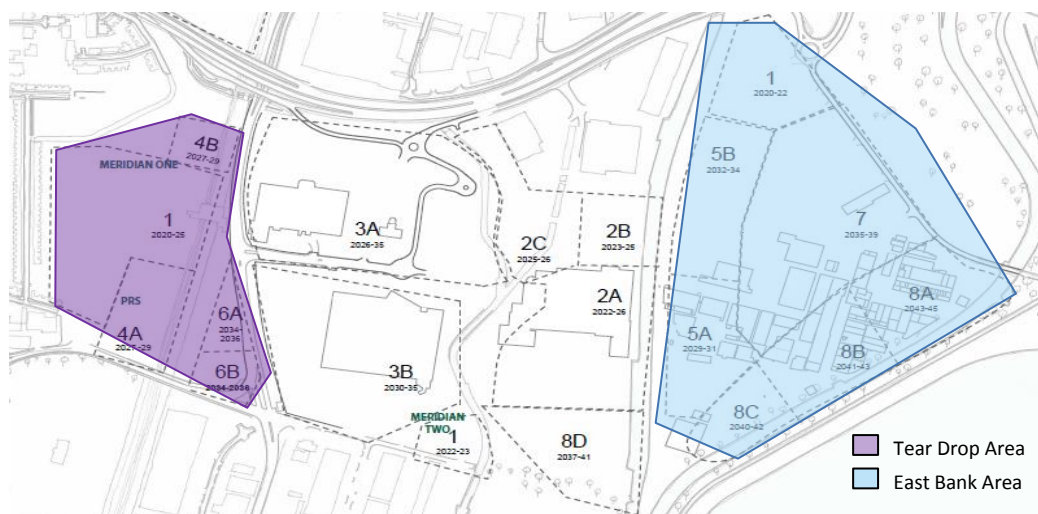 4B
2027-29
MERIDIAN ONE
1
2020-25
PRS
4A
2027-29
6A
2034-
2036
6B
2034-2036
3A
2026-35
3B
2030-35
MERIDIAN
TWO
1
2022-23
2C
2025-26
2B
2023-25
2A
2022-26
8D
2037-41
1
2020-22
5B
2032-34
7
2035-39
5A
2029-31
8A
2043-45
8B
2041-43
8C
2040-42
Tear Drop Area
East Bank Area